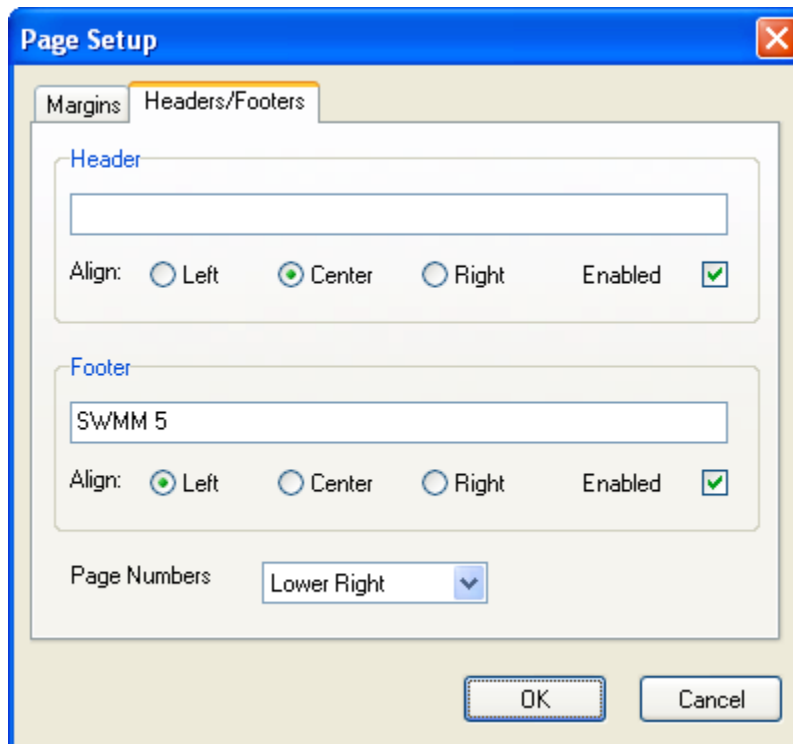 Page Setup
Margins Headers/Footers
Header
Align: Left Center Right Enabled
Footer
SWMM 5
Align: Left Center Right Enabled
Page Numbers Lower Right
OK Cancel